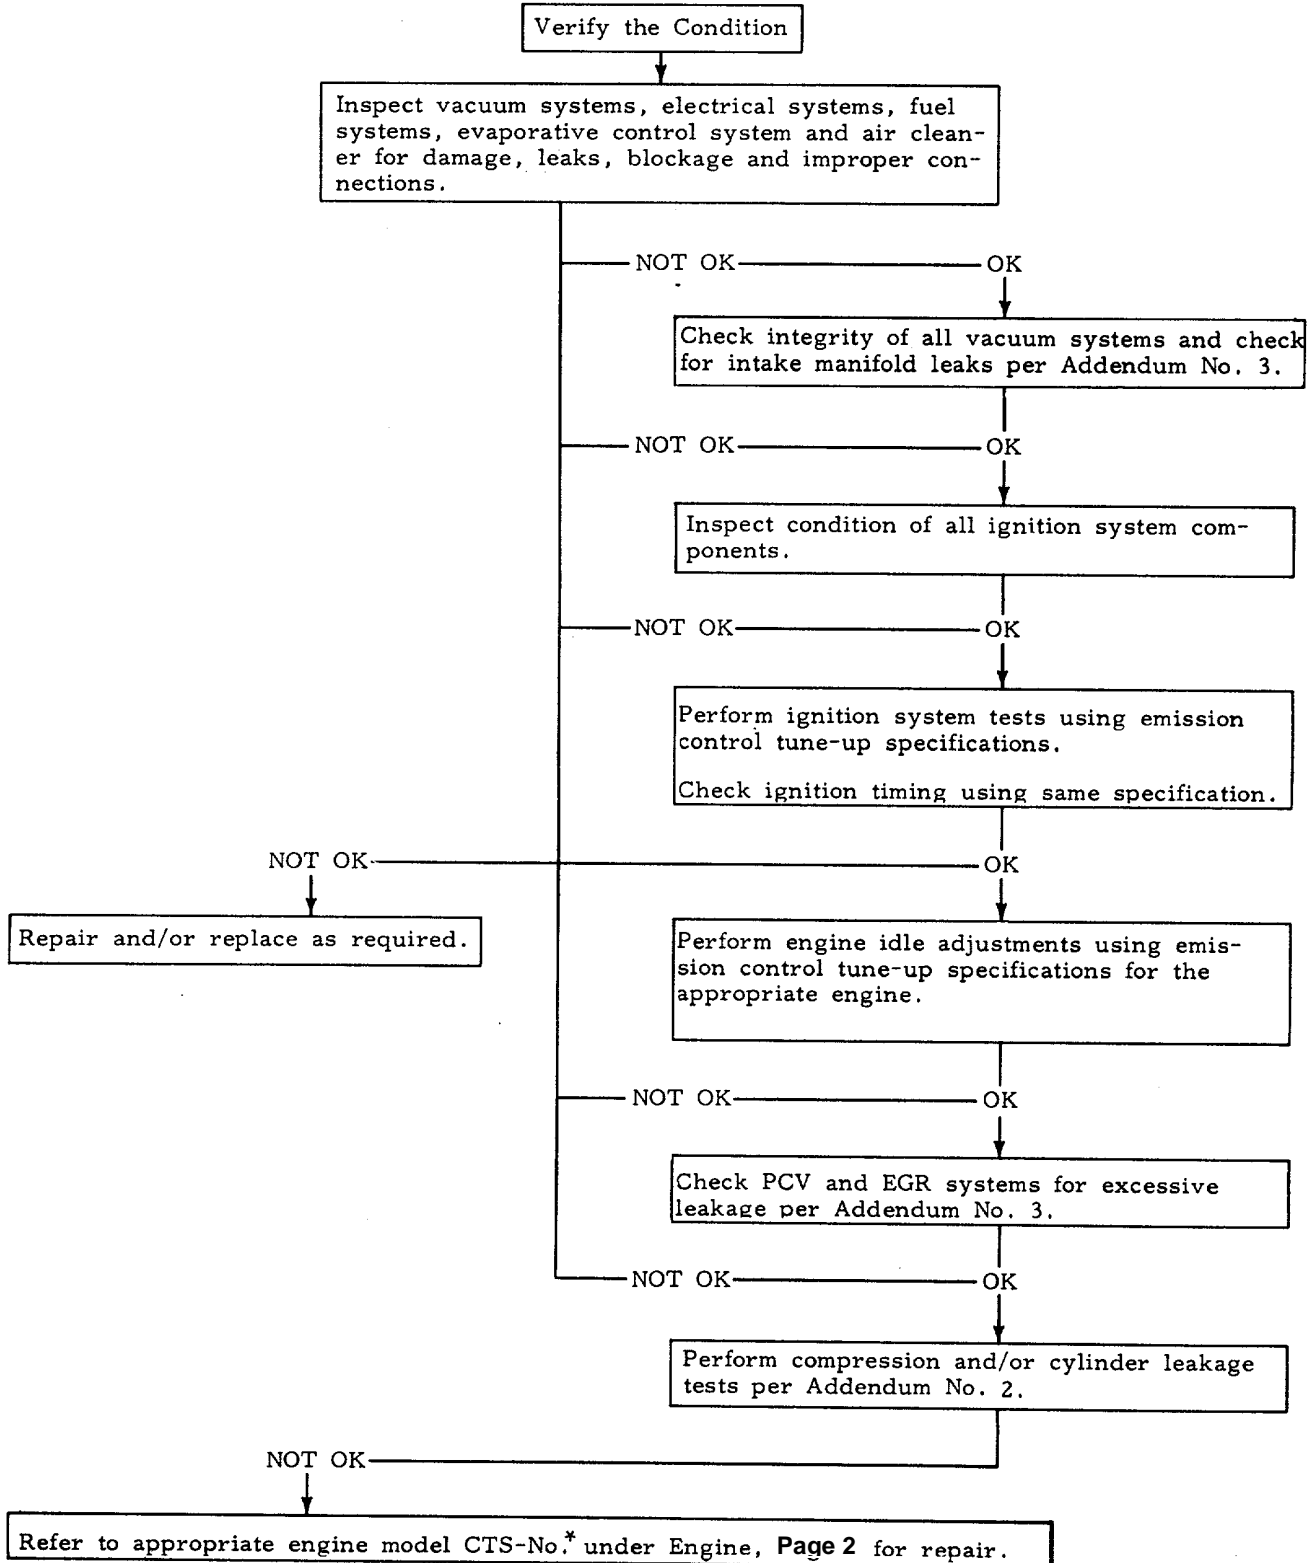 Verify the Condition
Inspect vacuum systems, electrical systems, fuel
systems, evaporative control system and air clean-
er for damage, leaks, blockage and improper con-
nections.
NOT OK
OK
Check integrity of all vacuum systems and check
for intake manifold leaks per Addendum No. 3.
NOT OK
OK
Inspect condition of all ignition system com-
ponents.
NOT OK
OK
Perform ignition system tests using emission
control tune-up specifications.
Check ignition timing using same specification.
NOT OK
OK
Repair and/or replace as required.
Perform engine idle adjustments using emis-
sion control tune-up specifications for the
appropriate engine.
NOT OK
OK
Check PCV and EGR systems for excessive
leakage per Addendum No. 3.
NOT OK
OK
Perform compression and/or cylinder leakage
tests per Addendum No. 2.
NOT OK
Refer to appropriate engine model CTS-No.* under Engine, Page 2 for repair.